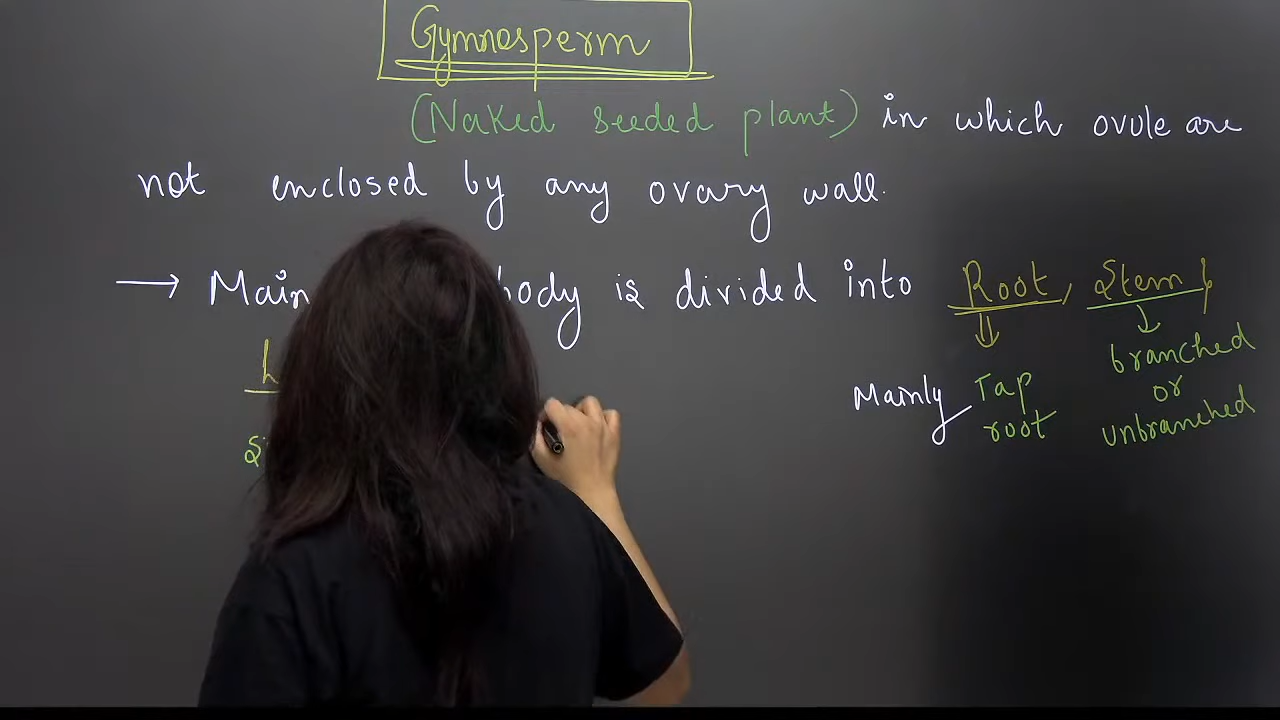 Gymnosperm
(Naked seeded plant) in which ovule are
not enclosed by any ovary wall.
→ Main body is divided into Root, Stem &
Mainly Tap root
branched
or
unbranched